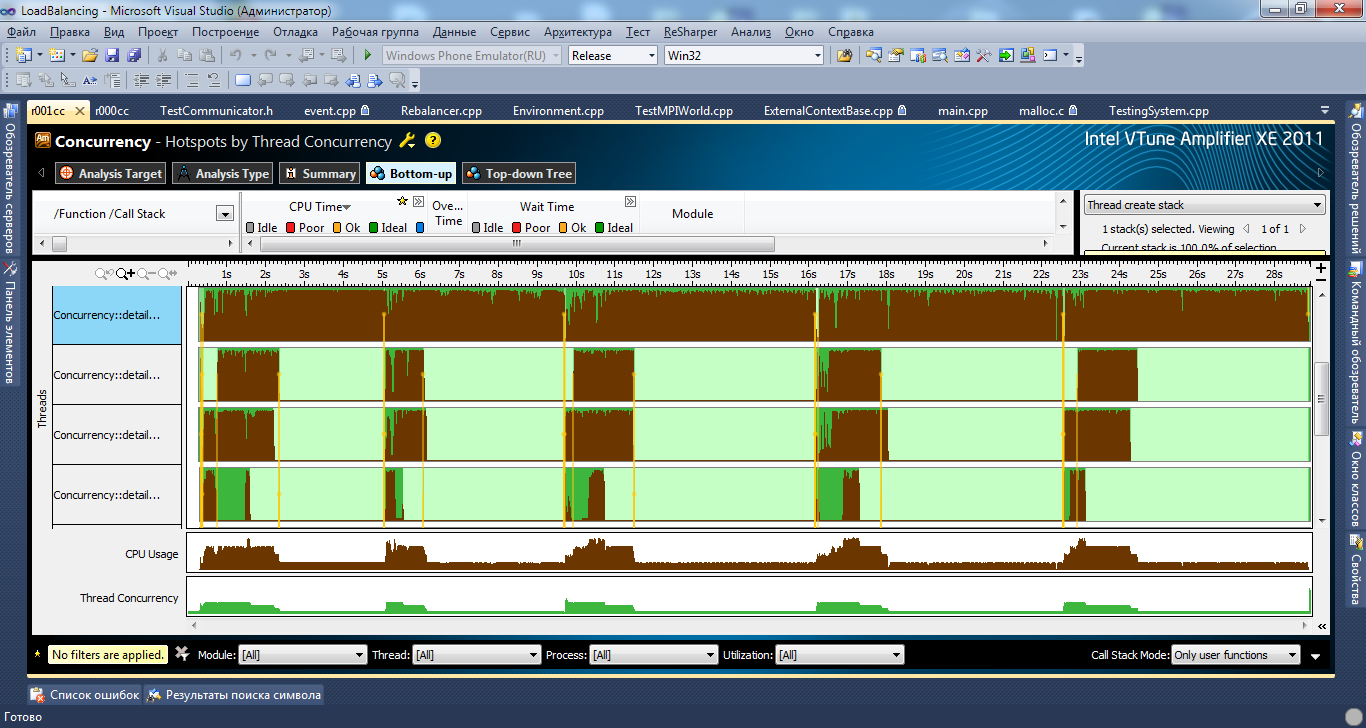 LoadBalancing - Microsoft Visual Studio (Администратор)
Файл Правка Вид Проект Построение Отладка Рабочая группа Данные Сервис Архитектура Тест ReSharper Анализ Окно Справка
Windows Phone Emulator(RU) Release Win32
r001cc r000cc TestCommunicator.h event.cpp Rebalancer.cpp Environment.cpp TestMPIWorld.cpp ExternalContextBase.cpp main.cpp malloc.c TestingSystem.cpp
Обозреватель серверов
Панель элементов
Am Concurrency - Hotspots by Thread Concurrency ? Intel VTune Amplifier XE 2011
Analysis Target Analysis Type Summary Bottom-up Top-down Tree
/Function /Call Stack
CPU Time
Idle Poor Ok Ideal
Ove...
Time
Wait Time
Idle Poor Ok Ideal
Module
Thread create stack
1 stack(s) selected. Viewing 1 of 1
Current stack is 100.0% of selection
1s 2s 3s 4s 5s 6s 7s 8s 9s 10s 11s 12s 13s 14s 15s 16s 17s 18s 19s 20s 21s 22s 23s 24s 25s 26s 27s 28s
Threads
Concurrency::detail...
Concurrency::detail...
Concurrency::detail...
Concurrency::detail...
CPU Usage
Thread Concurrency
No filters are applied. Module: [All] Thread: [All] Process: [All] Utilization: [All] Call Stack Mode: Only user functions
Обозреватель решений
Командный обозреватель
Окно классов
Свойства
Список ошибок Результаты поиска символа
Готово